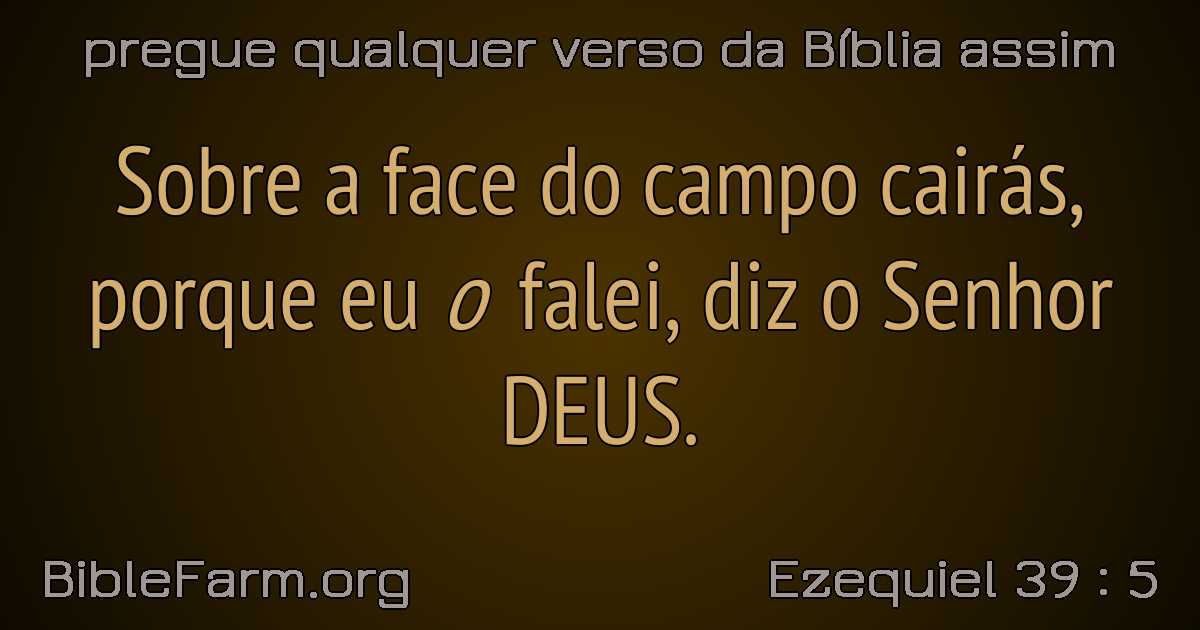 pregue qualquer verso da Bíblia assim
Sobre a face do campo cairás,
porque eu o falei, diz o Senhor
DEUS.
BibleFarm.org
Ezequiel 39 : 5